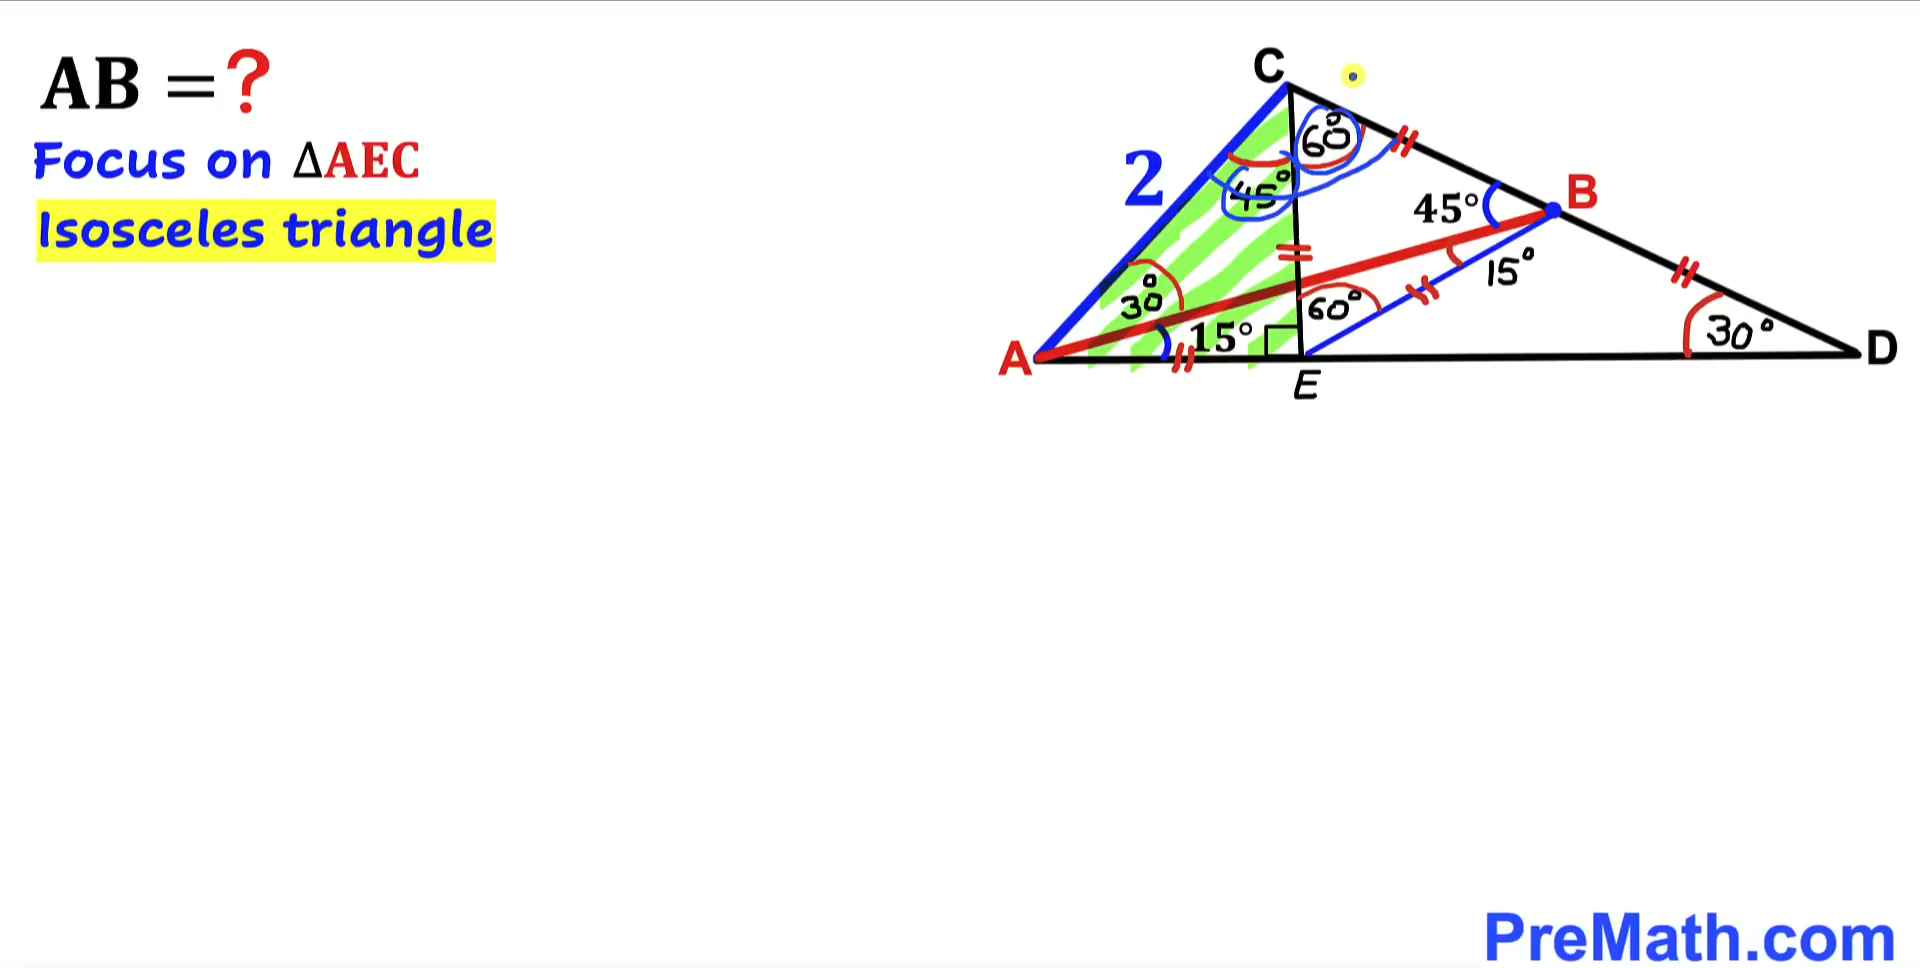 AB =?
Focus on ΔAEC
Isosceles triangle
C
60°
2
45°
45°
B
15°
30°
60°
15°
30°
A
D
E
PreMath.com